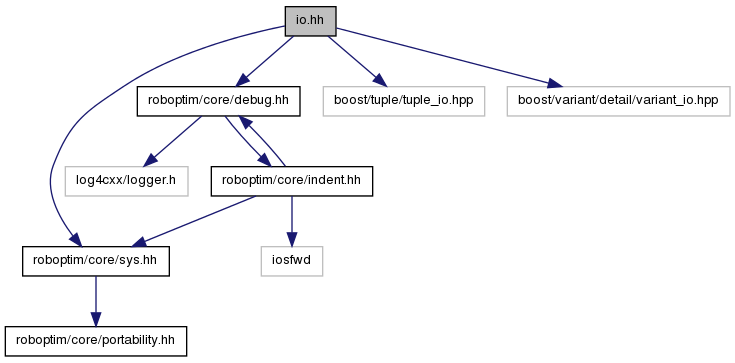 io.hh
roboptim/core/debug.hh
boost/tuple/tuple_io.hpp
boost/variant/detail/variant_io.hpp
log4cxx/logger.h
roboptim/core/indent.hh
roboptim/core/sys.hh
iosfwd
roboptim/core/portability.hh